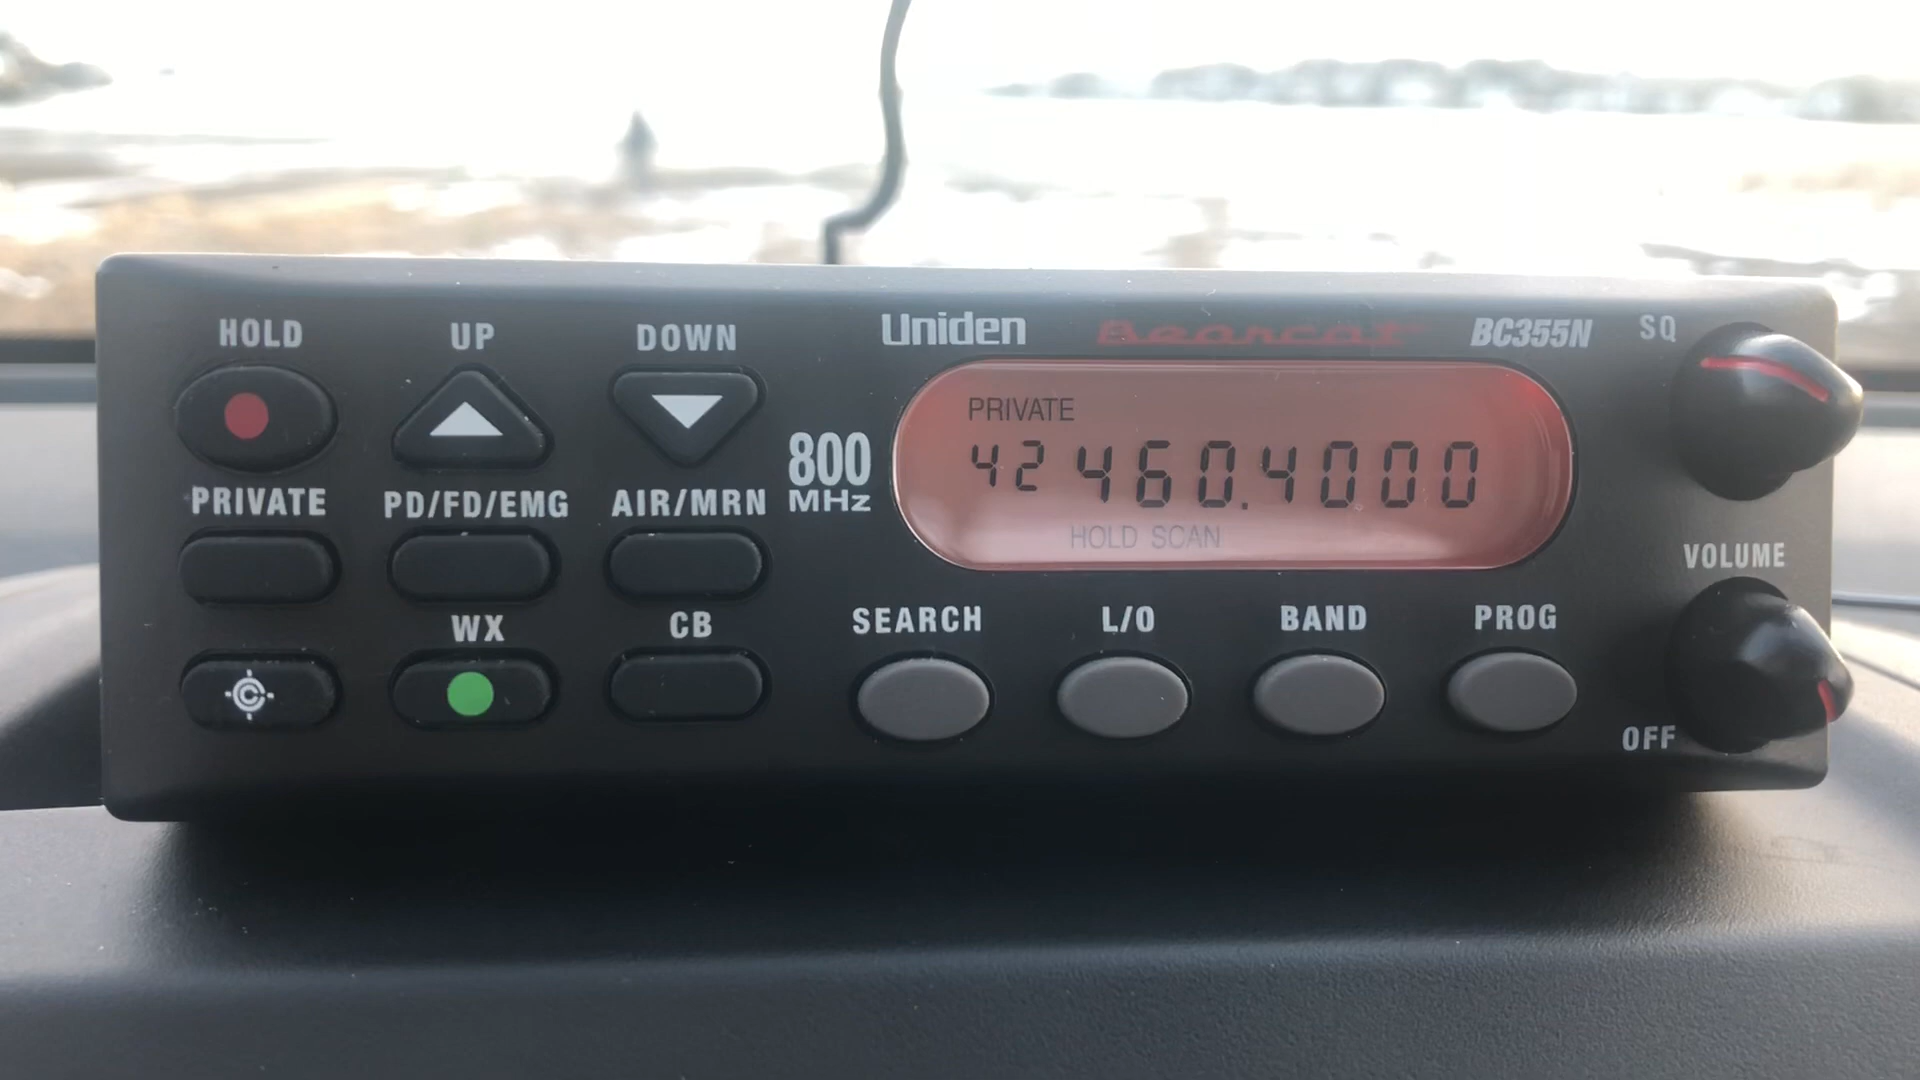 Uniden Bearcat BC355N SQ
HOLD UP DOWN
PRIVATE
42 460.4000
HOLD SCAN
800
MHz
PRIVATE PD/FD/EMG AIR/MRN
VOLUME
WX CB
SEARCH L/O BAND PROG
C
OFF